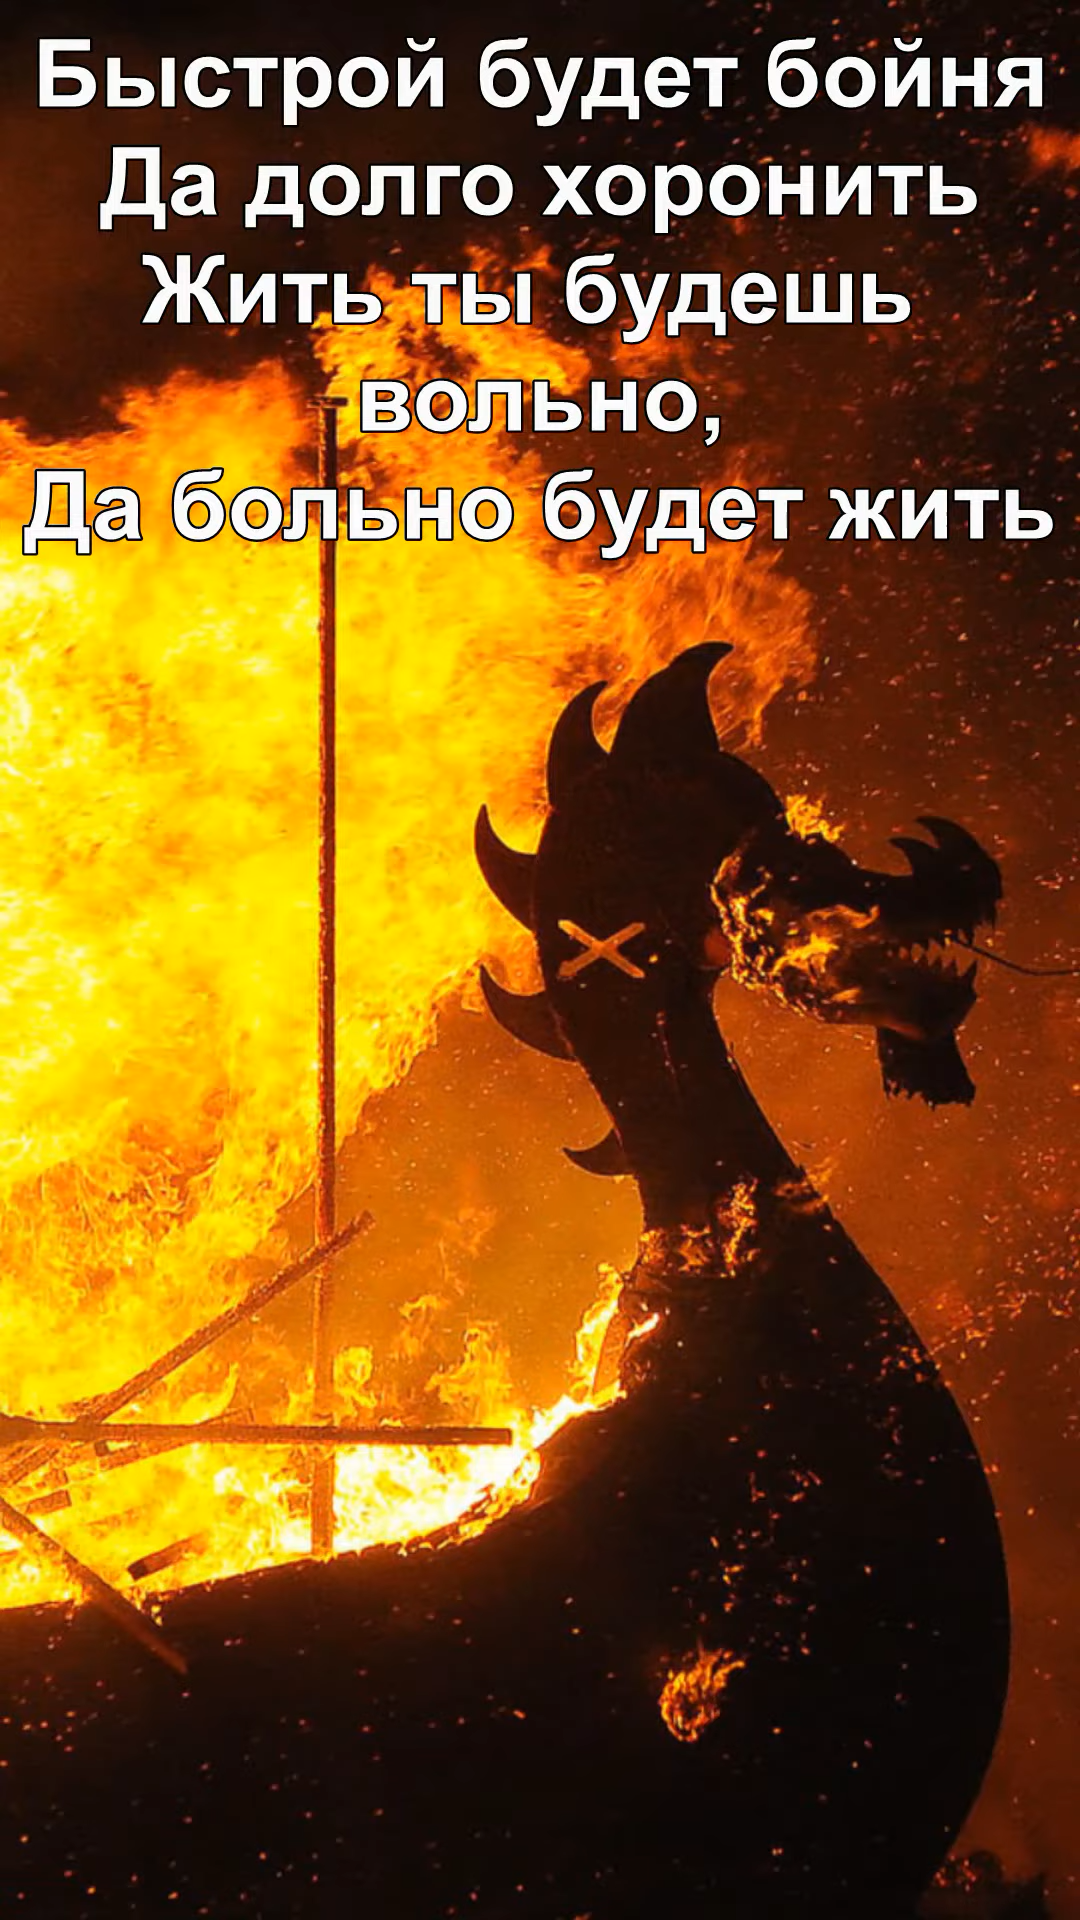 Быстрой будет бойня
Да долго хоронить
Жить ты будешь
вольно,
Да больно будет жить